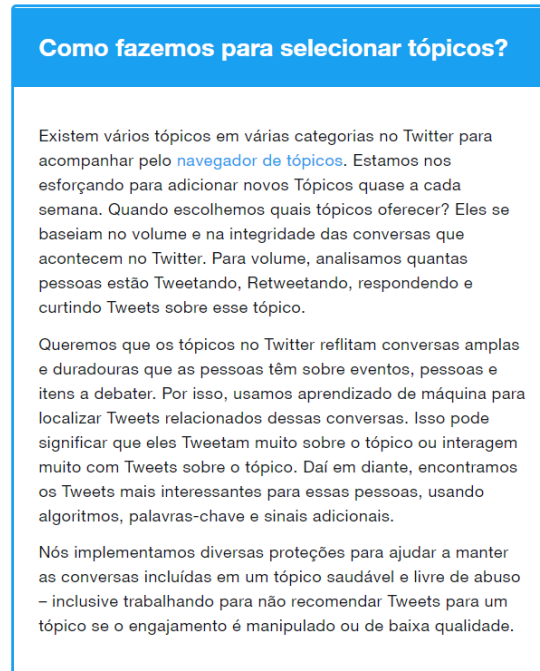 Como fazemos para selecionar tópicos?
Existem vários tópicos em várias categorias no Twitter para
acompanhar pelo navegador de tópicos. Estamos nos
esforçando para adicionar novos Tópicos quase a cada
semana. Quando escolhemos quais tópicos oferecer? Eles se
baseiam no volume e na integridade das conversas que
acontecem no Twitter. Para volume, analisamos quantas
pessoas estão Tweetando, Retweetando, respondendo e
curtindo Tweets sobre esse tópico.
Queremos que os tópicos no Twitter reflitam conversas amplas
e duradouras que as pessoas têm sobre eventos, pessoas e
itens a debater. Por isso, usamos aprendizado de máquina para
localizar Tweets relacionados dessas conversas. Isso pode
significar que eles Tweetam muito sobre o tópico ou interagem
muito com Tweets sobre o tópico. Daí em diante, encontramos
os Tweets mais interessantes para essas pessoas, usando
algoritmos, palavras-chave e sinais adicionais.
Nós implementamos diversas proteções para ajudar a manter
as conversas incluídas em um tópico saudável e livre de abuso
– inclusive trabalhando para não recomendar Tweets para um
tópico se o engajamento é manipulado ou de baixa qualidade.